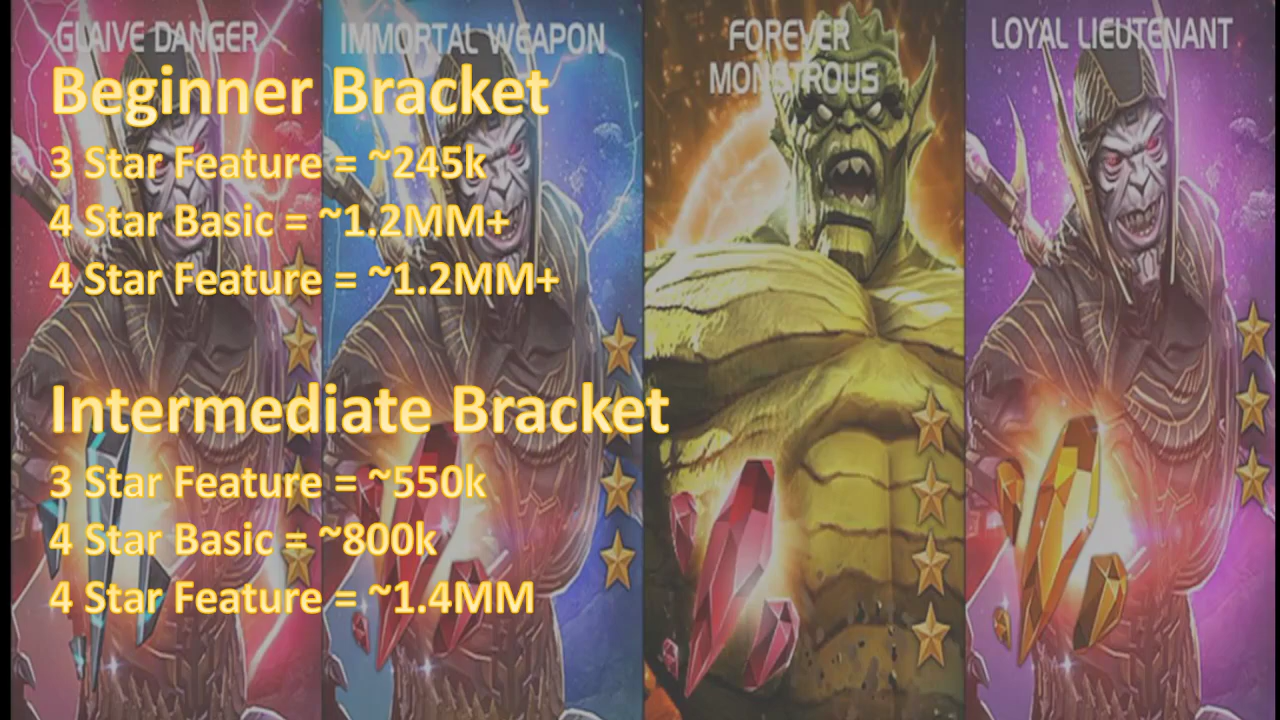 GLAIVE DANGER
IMMORTAL WEAPON
FOREVER
MONSTROUS
LOYAL LIEUTENANT
Beginner Bracket
3 Star Feature = ~245k
4 Star Basic = ~1.2MM+
4 Star Feature = ~1.2MM+
Intermediate Bracket
3 Star Feature = ~550k
4 Star Basic = ~800k
4 Star Feature = ~1.4MM